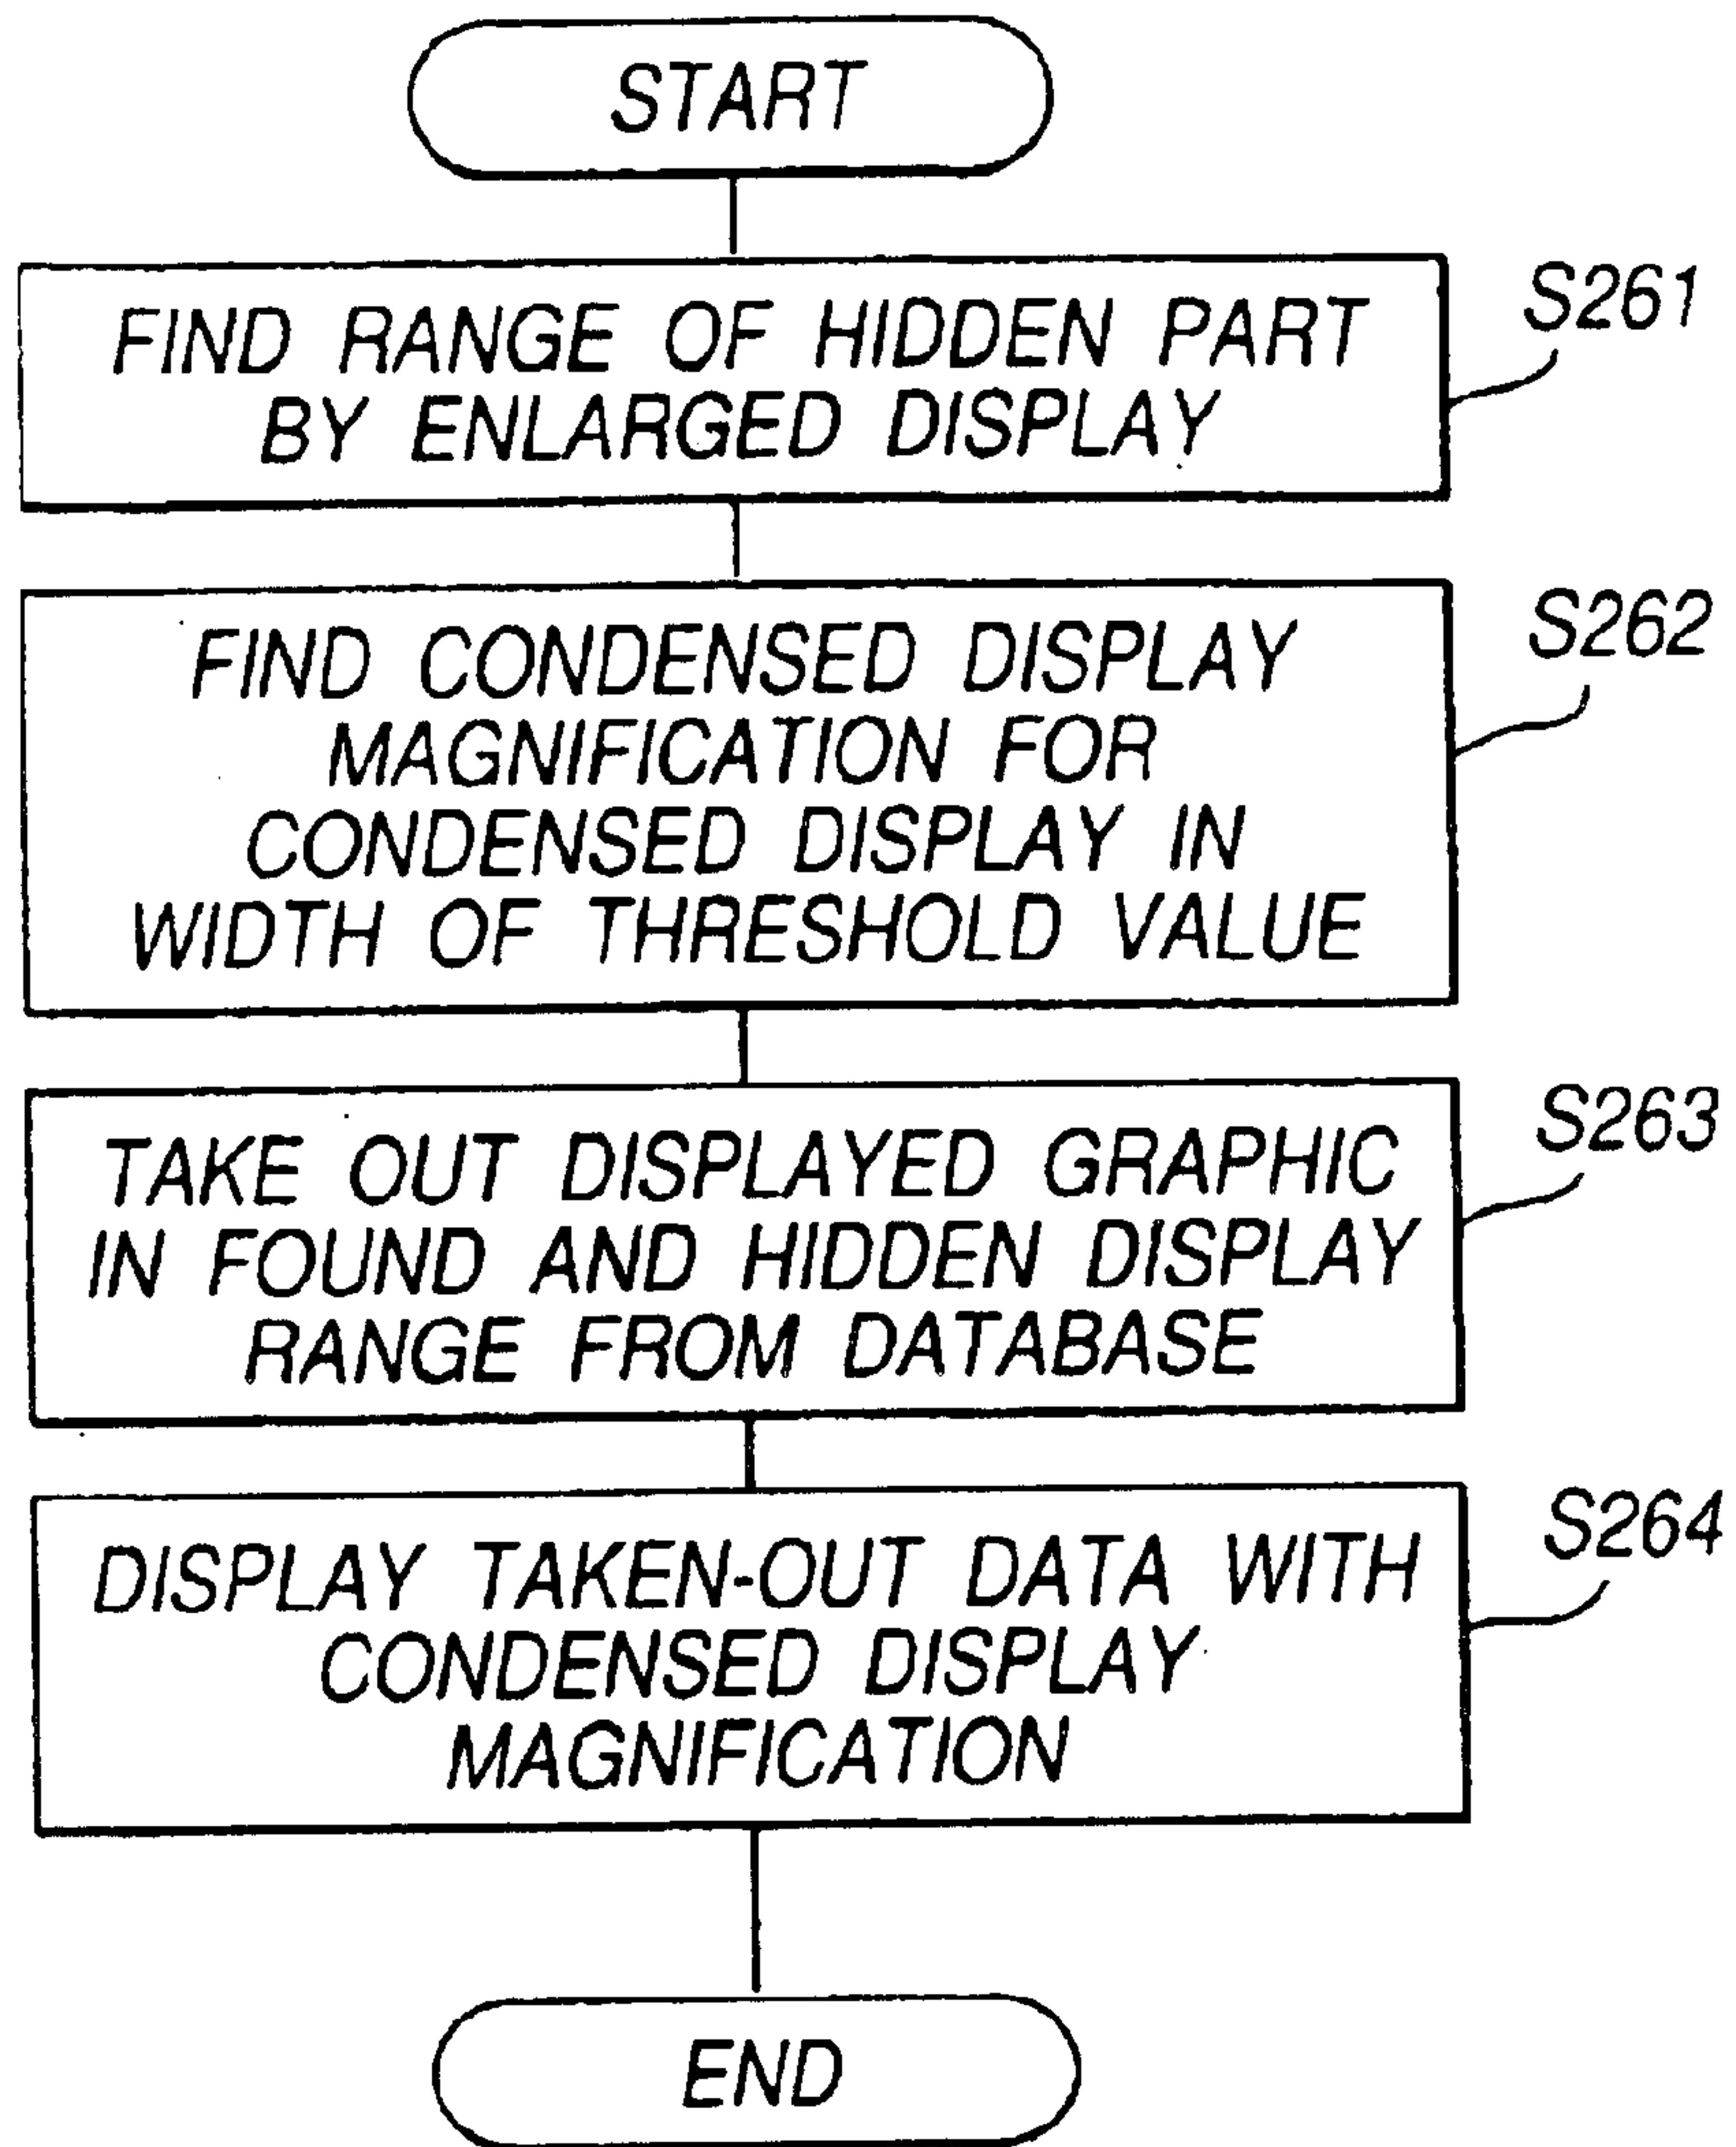 START
FIND RANGE OF HIDDEN PART
BY ENLARGED DISPLAY
S261
FIND CONDENSED DISPLAY
MAGNIFICATION FOR
CONDENSED DISPLAY IN
WIDTH OF THRESHOLD VALUE
S262
TAKE OUT DISPLAYED GRAPHIC
IN FOUND AND HIDDEN DISPLAY
RANGE FROM DATABASE
S263
DISPLAY TAKEN-OUT DATA WITH
CONDENSED DISPLAY
MAGNIFICATION
S264
END